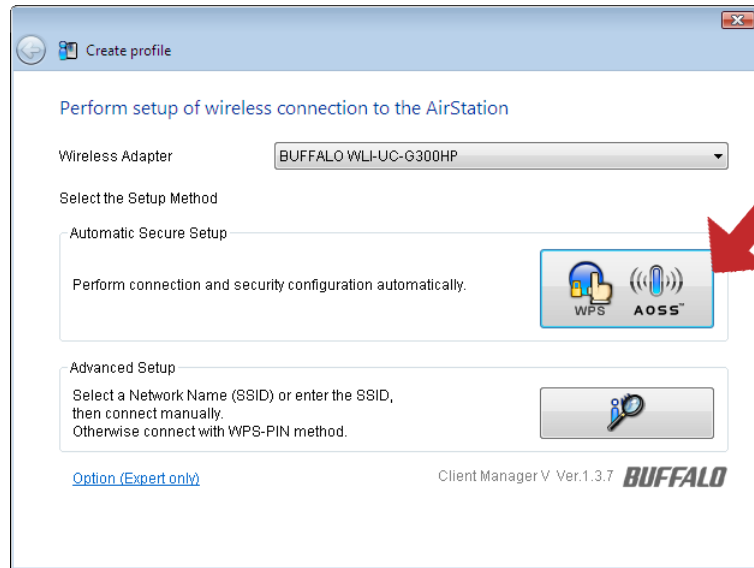 Create profile
Perform setup of wireless connection to the AirStation
Wireless Adapter
BUFFALO WLI-UC-G300HP
Select the Setup Method
Automatic Secure Setup
Perform connection and security configuration automatically.
WPS
AOSS™
Advanced Setup
Select a Network Name (SSID) or enter the SSID,
then connect manually.
Otherwise connect with WPS-PIN method.
Option (Expert only)
Client Manager V Ver.1.3.7 BUFFALO